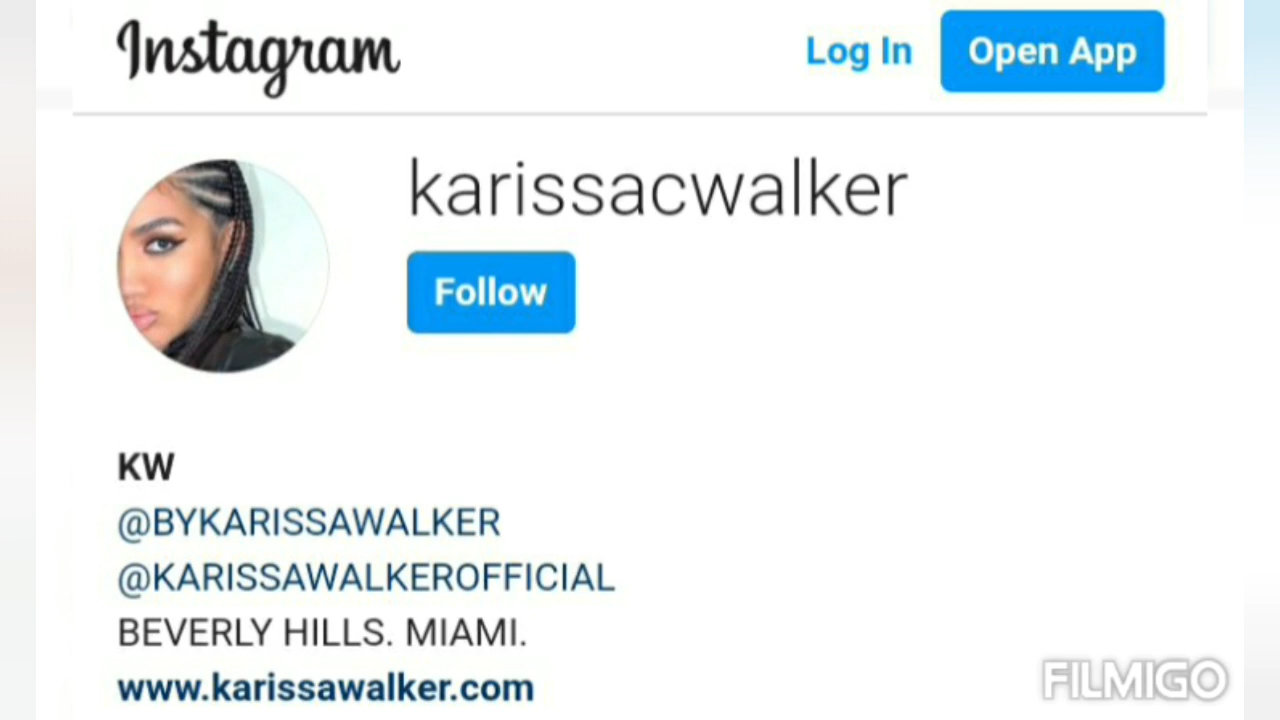 Instagram
Log In
Open App
karissacwalker
Follow
KW
@BYKARISSAWALKER
@KARISSAWALKEROFFICIAL
BEVERLY HILLS. MIAMI.
www.karissawalker.com
FILMIGO